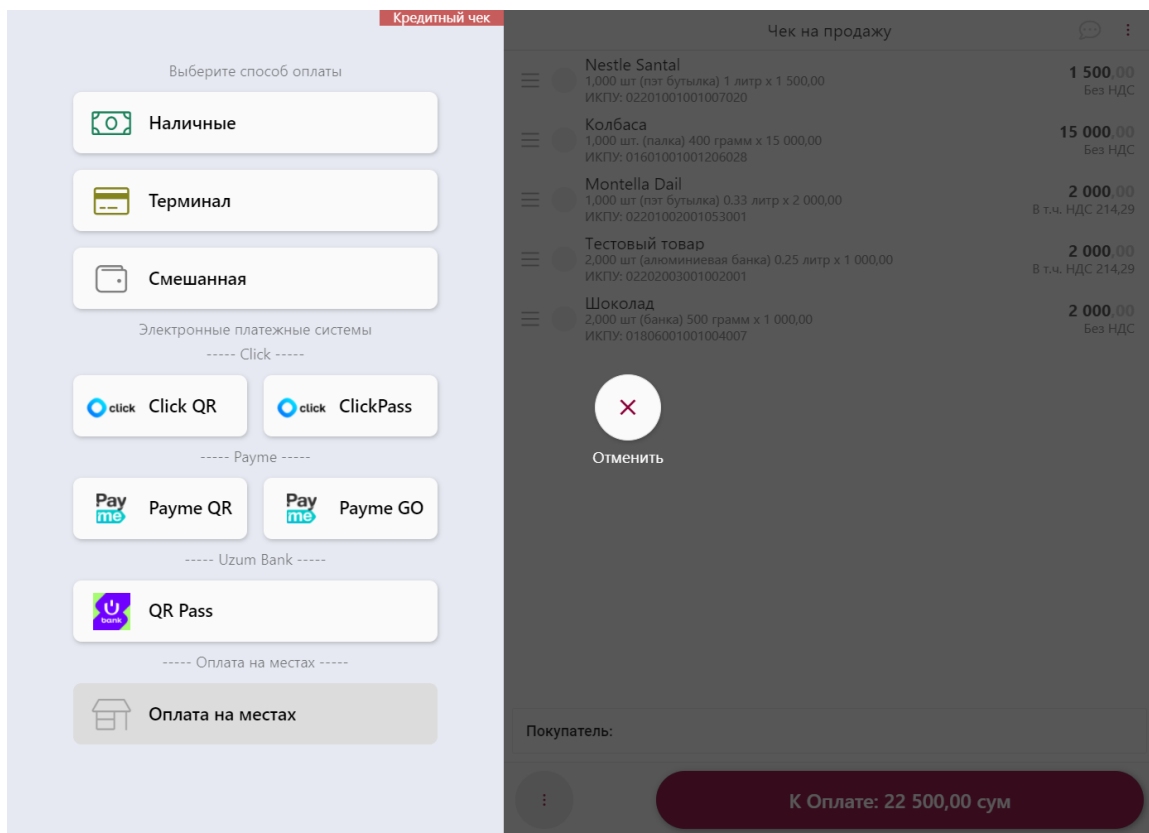 Кредитный чек
Выберите способ оплаты
Наличные
Терминал
Смешанная
Электронные платежные системы
----- Click -----
click Click QR
click ClickPass
----- Payme -----
Pay me Payme QR
Pay me Payme GO
----- Uzum Bank -----
bank QR Pass
----- Оплата на местах -----
Оплата на местах
Чек на продажу
Nestle Santal
1 500,00
1,000 шт (пэт бутылка) 1 литр x 1 500,00
Без НДС
ИКПУ: 02201001001007020
Колбаса
15 000,00
1,000 шт. (палка) 400 грамм x 15 000,00
Без НДС
ИКПУ: 01601001001206028
Montella Dail
2 000,00
1,000 шт (пэт бутылка) 0.33 литр x 2 000,00
В т.ч. НДС 214,29
ИКПУ: 02201002001053001
Тестовый товар
2 000,00
2,000 шт (алюминиевая банка) 0.25 литр x 1 000,00
В т.ч. НДС 214,29
ИКПУ: 02202003001002001
Шоколад
2 000,00
2,000 шт (банка) 500 грамм x 1 000,00
Без НДС
ИКПУ: 01806001001004007
Отменить
Покупатель:
К Оплате: 22 500,00 сум